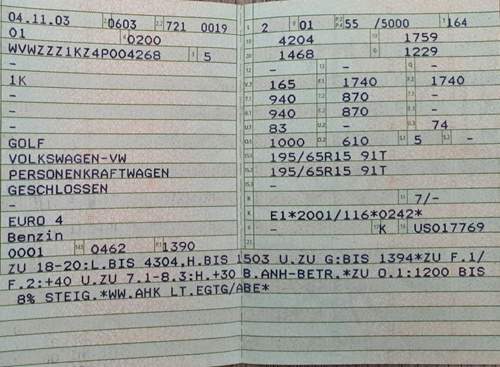 04.11.03 0603 721 0019
01 0200
WVWZZZ1KZ4P004268 5
-
1K
-
-
-
GOLF
VOLKSWAGEN-VW
PERSONENKRAFTWAGEN
GESCHLOSSEN
-
EURO 4
Benzin
0001 0462 1390
2 01 55 /5000 164
4204 1759
1468 1229
- - -
165 1740 1740
940 870 -
940 870 -
83 - 74
1000 610 5 -
195/65R15 91T
195/65R15 91T
-
7/-
E1*2001/116*0242*
- K US017769
ZU 18-20:L.BIS 4304.H.BIS 1503 U.ZU G:BIS 1394*ZU F.1/
F.2:+40 U.ZU 7.1-8.3:H.+30 B.ANH-BETR.*ZU O.1:1200 BIS
8% STEIG.*WW.AHK LT.EGTG/ABE*